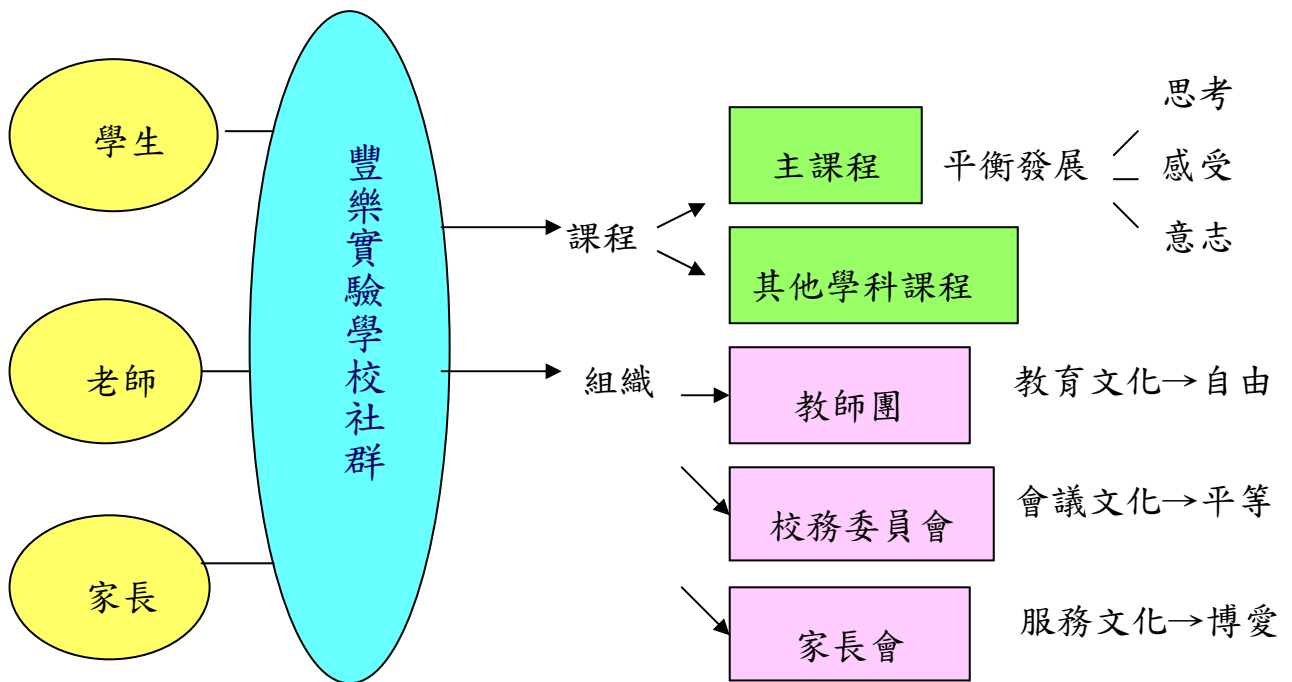 學生
老師
家長
豐樂實驗學校社群
課程
主課程
平衡發展
思考
感受
意志
其他學科課程
組織
教師團
教育文化→自由
校務委員會
會議文化→平等
家長會
服務文化→博愛